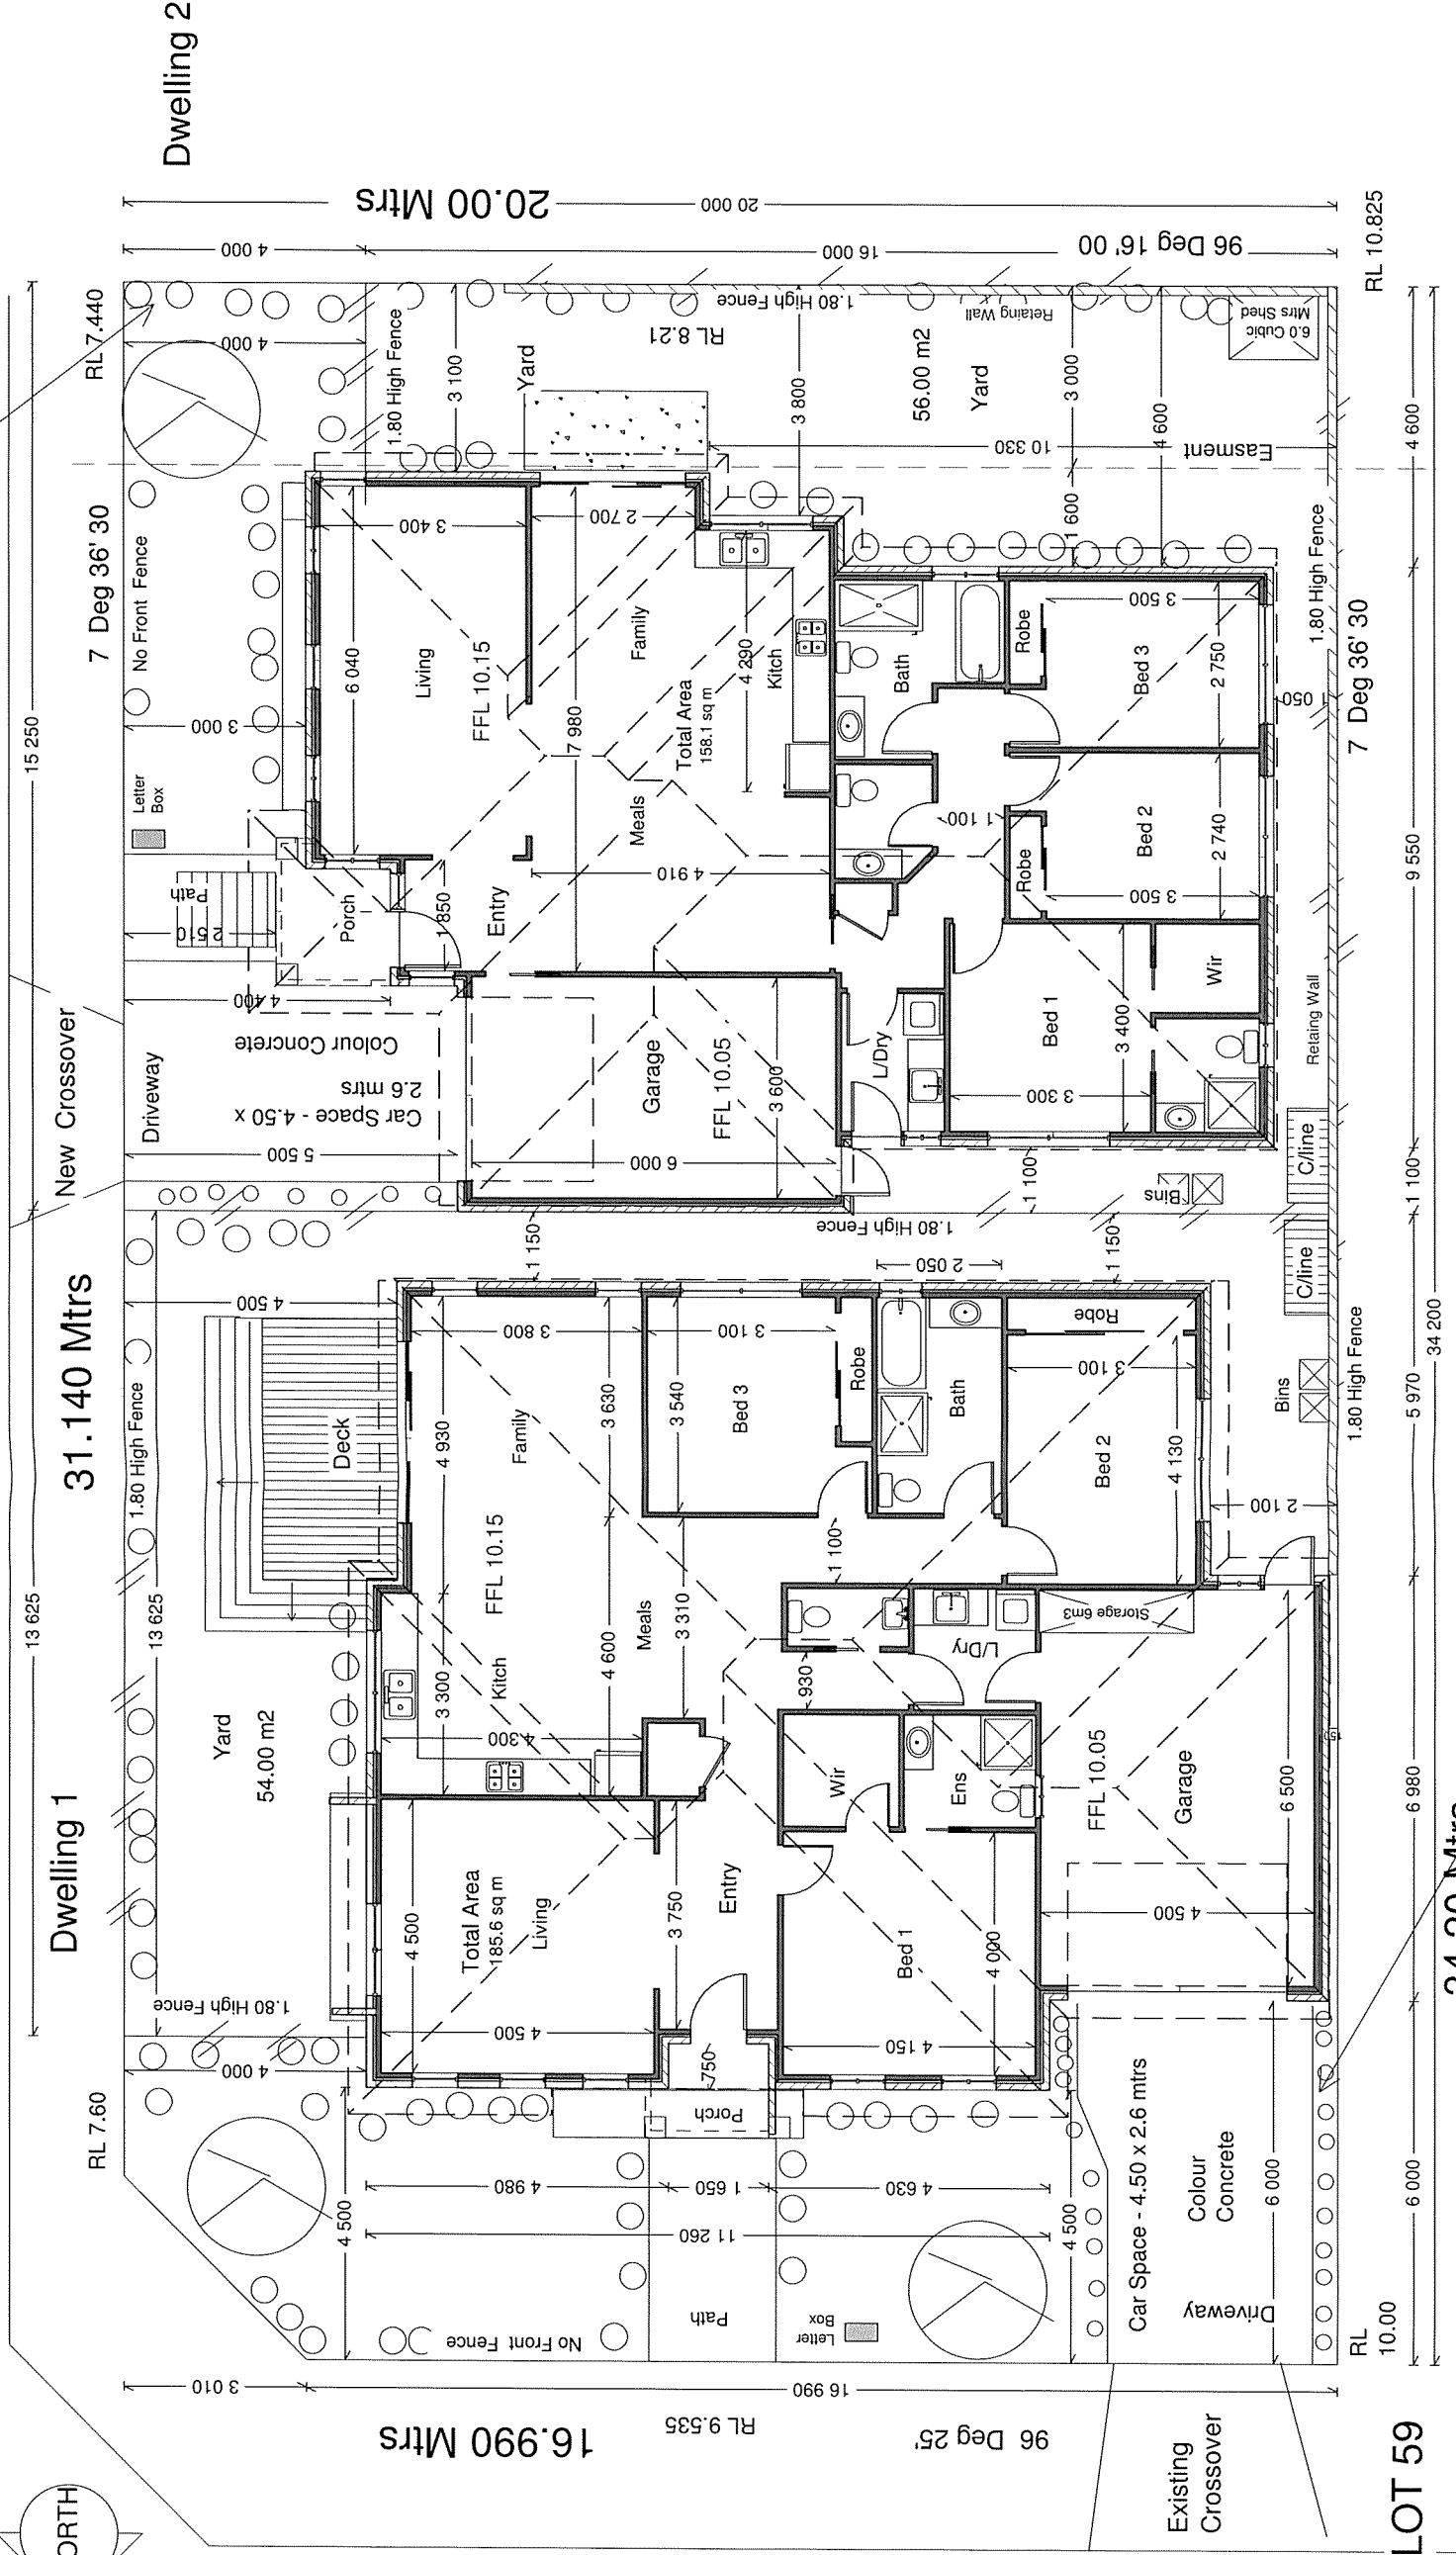 Dwelling 2
20.00 Mtrs
20 000
4 000
16 000
96 Deg 16' 00
RL 10.825
RL 7.440
4 000
1.80 High Fence
3 100
RL 8.21
1.80 High Fence
Retaing Wall
6.0 Cubic
Mtrs Shed
Yard
3 800
56.00 m2
Yard
3 000
4 600
10 330
Easment
4 600
7 Deg 36' 30
No Front Fence
3 400
2 700
1 600
1.80 High Fence
15 250
3 000
6 040
Living
FFL 10.15
Family
7 980
Total Area
158.1 sq m
4 290
Kitch
Bath
Robe
3 500
Bed 3
2 750
1 050
7 Deg 36' 30
Letter
Box
Meals
1 100
Robe
Bed 2
2 740
3 500
9 550
Path
2 510
Porch
1 850
Entry
4 910
4 400
New Crossover
Driveway
Colour Concrete
Car Space - 4.50 x
2.6 mtrs
5 500
Garage
FFL 10.05
3 600
6 000
L/Dry
Bed 1
3 400
3 300
Wir
Retaing Wall
1 100
Bins
C/line
1 100
1.80 High Fence
1 150
1 150
2 050
C/line
31.140 Mtrs
4 500
3 800
3 100
Robe
3 100
1.80 High Fence
Deck
4 930
Family
3 630
3 540
Bed 3
Robe
Bath
Bed 2
4 130
Bins
1.80 High Fence
34 200
5 970
2 100
13 625
13 625
FFL 10.15
Meals
3 310
1 100
Storage 6m3
L/Dry
930
4 600
Kitch
3 300
4 300
Yard
54.00 m2
Wir
Ens
FFL 10.05
Garage
6 500
150
6 980
Dwelling 1
4 500
Total Area
185.6 sq m
Living
3 750
Entry
Bed 1
4 000
4 500
24.20 Mtrs
1.80 High Fence
4 000
4 500
750
4 150
RL 7.60
Porch
4 500
4 980
1 650
4 630
11 260
4 500
Car Space - 4.50 x 2.6 mtrs
Colour
Concrete
6 000
6 000
No Front Fence
Path
Letter
Box
Driveway
RL
10.00
3 010
16 990
16.990 Mtrs
RL 9.535
96 Deg 25'
Existing
Crossover
LOT 59
ORTH